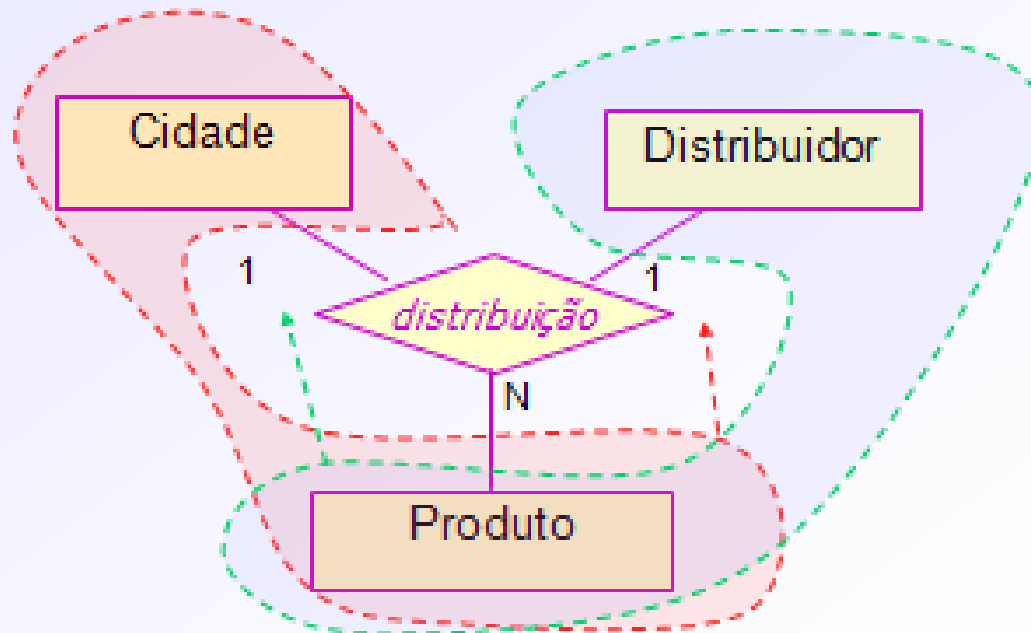 Cidade
Distribuidor
1
1
distribuição
N
Produto